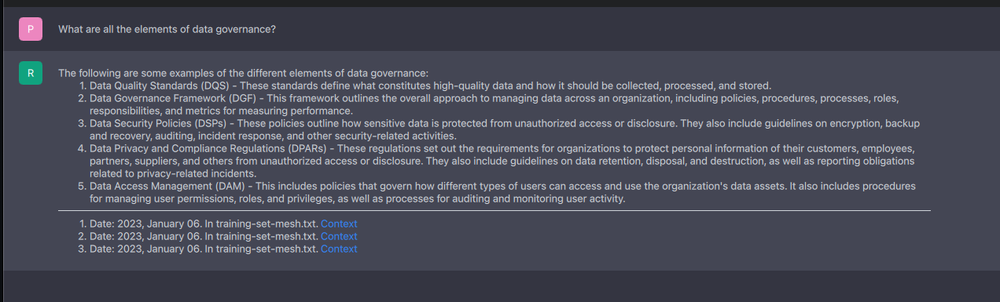 P
What are all the elements of data governance?
R
The following are some examples of the different elements of data governance:
1. Data Quality Standards (DQS) - These standards define what constitutes high-quality data and how it should be collected, processed, and stored.
2. Data Governance Framework (DGF) - This framework outlines the overall approach to managing data across an organization, including policies, procedures, processes, roles,
responsibilities, and metrics for measuring performance.
3. Data Security Policies (DSPs) - These policies outline how sensitive data is protected from unauthorized access or disclosure. They also include guidelines on encryption, backup
and recovery, auditing, incident response, and other security-related activities.
4. Data Privacy and Compliance Regulations (DPARs) - These regulations set out the requirements for organizations to protect personal information of their customers, employees,
partners, suppliers, and others from unauthorized access or disclosure. They also include guidelines on data retention, disposal, and destruction, as well as reporting obligations
related to privacy-related incidents.
5. Data Access Management (DAM) - This includes policies that govern how different types of users can access and use the organization's data assets. It also includes procedures
for managing user permissions, roles, and privileges, as well as processes for auditing and monitoring user activity.
1. Date: 2023, January 06. In training-set-mesh.txt. Context
2. Date: 2023, January 06. In training-set-mesh.txt. Context
3. Date: 2023, January 06. In training-set-mesh.txt. Context